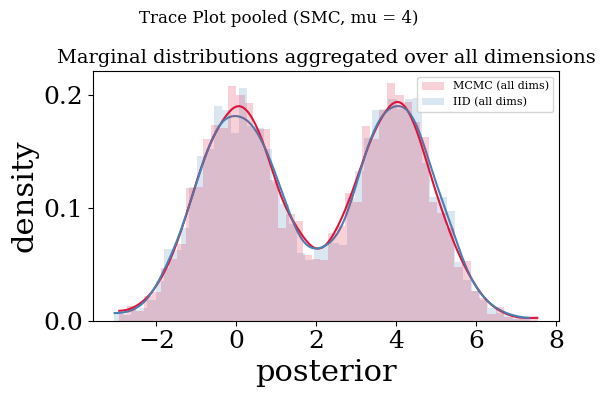 Trace Plot pooled (SMC, mu = 4)
Marginal distributions aggregated over all dimensions
MCMC (all dims)
IID (all dims)
density
0.2
0.1
0.0
−2 0 2 4 6 8
posterior